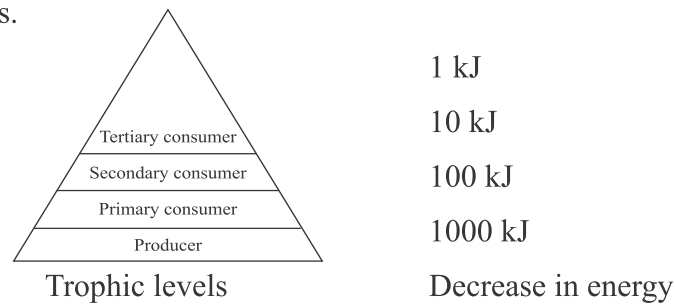 s.
1 kJ
10 kJ
Tertiary consumer
Secondary consumer
100 kJ
Primary consumer
1000 kJ
Producer
Trophic levels
Decrease in energy